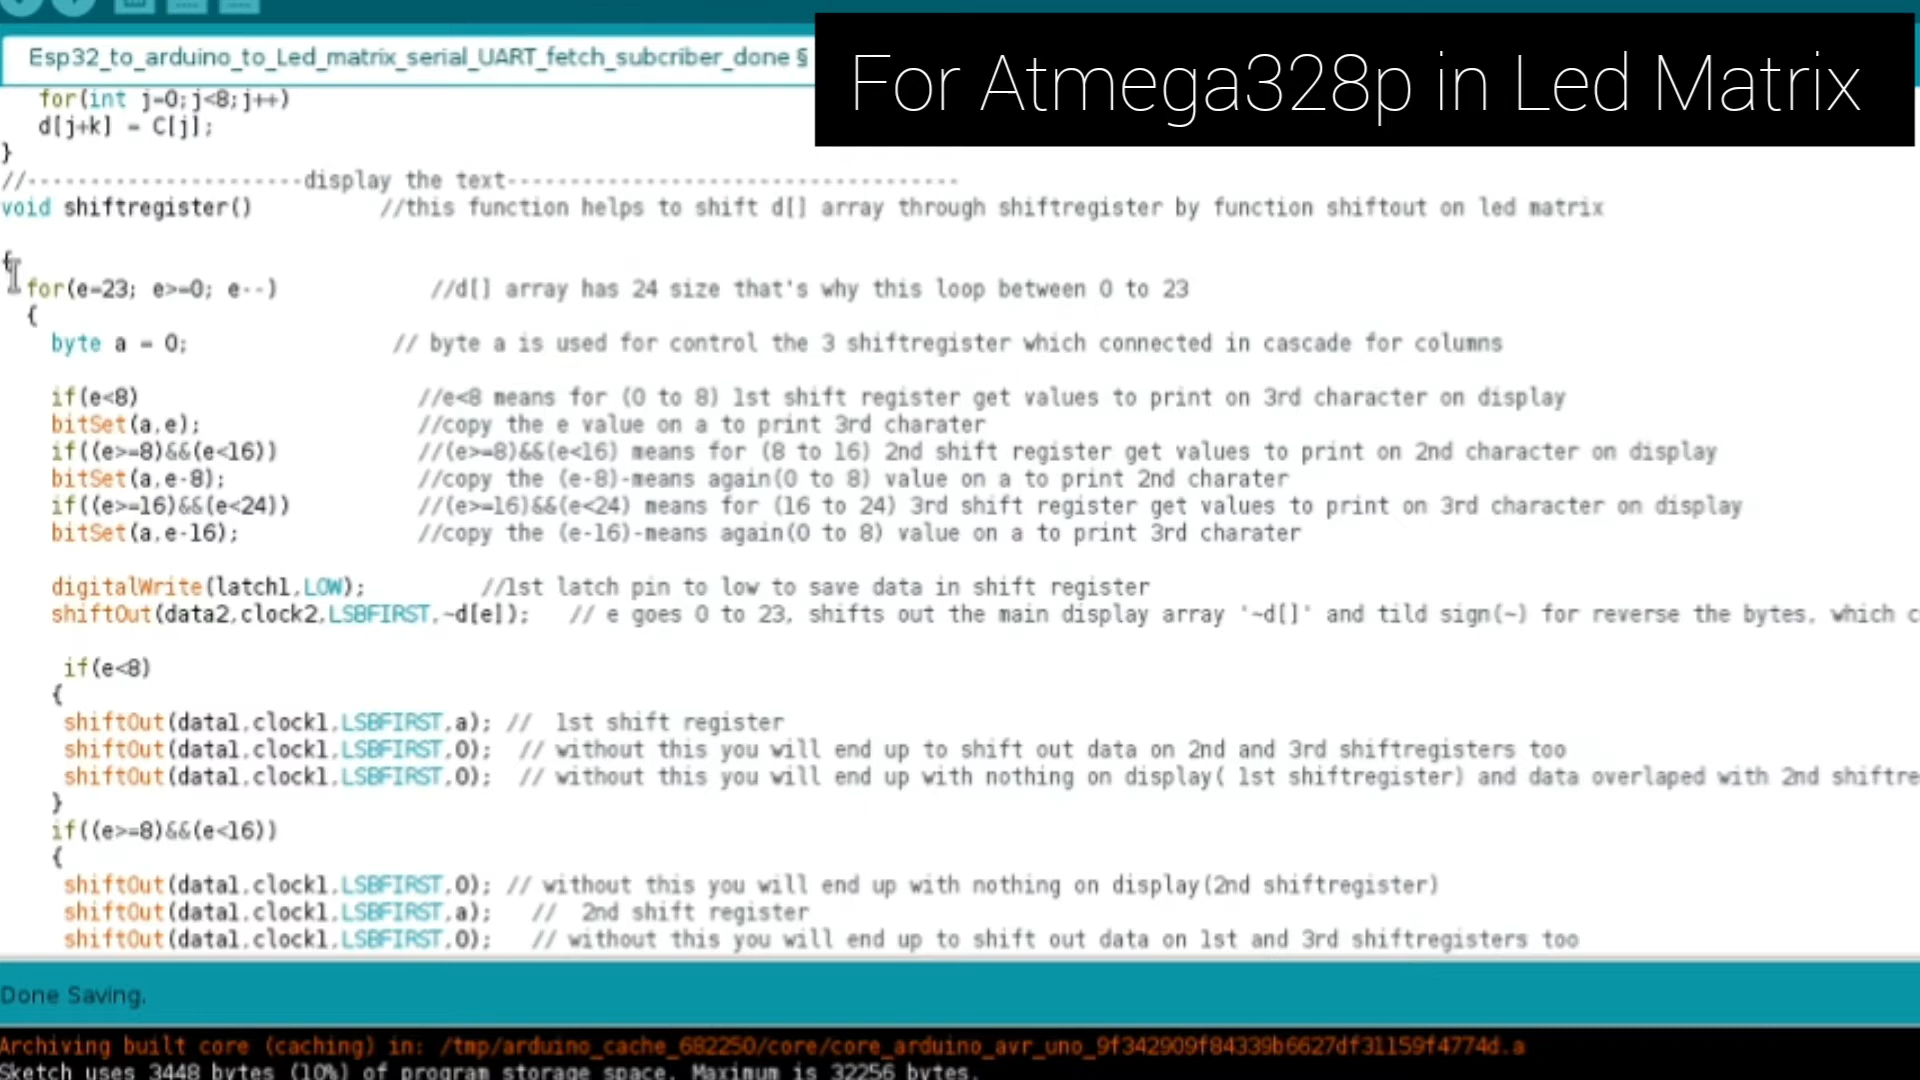 Esp32_to_arduino_to_Led_matrix_serial_UART_fetch_subcriber_done §
For Atmega328p in Led Matrix
for(int j=0;j<8;j++)
d[j+k] = C[j];
}
//----------------------display the text------------------------------------
void shiftregister() //this function helps to shift d[] array through shiftregister by function shiftout on led matrix
{
for(e=23; e>=0; e--) //d[] array has 24 size that's why this loop between 0 to 23
{
byte a = 0; // byte a is used for control the 3 shiftregister which connected in cascade for columns
if(e<8) //e<8 means for (0 to 8) 1st shift register get values to print on 3rd character on display
bitSet(a,e); //copy the e value on a to print 3rd charater
if((e>=8)&&(e<16)) //(e>=8)&&(e<16) means for (8 to 16) 2nd shift register get values to print on 2nd character on display
bitSet(a,e-8); //copy the (e-8)-means again(0 to 8) value on a to print 2nd charater
if((e>=16)&&(e<24)) //(e>=16)&&(e<24) means for (16 to 24) 3rd shift register get values to print on 3rd character on display
bitSet(a,e-16); //copy the (e-16)-means again(0 to 8) value on a to print 3rd charater
digitalWrite(latch1,LOW); //1st latch pin to low to save data in shift register
shiftOut(data2,clock2,LSBFIRST,~d[e]); // e goes 0 to 23, shifts out the main display array '~d[]' and tild sign(~) for reverse the bytes, which c
if(e<8)
{
shiftOut(data1,clock1,LSBFIRST,a); // 1st shift register
shiftOut(data1,clock1,LSBFIRST,0); // without this you will end up to shift out data on 2nd and 3rd shiftregisters too
shiftOut(data1,clock1,LSBFIRST,0); // without this you will end up with nothing on display( 1st shiftregister) and data overlaped with 2nd shiftre
}
if((e>=8)&&(e<16))
{
shiftOut(data1,clock1,LSBFIRST,0); // without this you will end up with nothing on display(2nd shiftregister)
shiftOut(data1,clock1,LSBFIRST,a); // 2nd shift register
shiftOut(data1,clock1,LSBFIRST,0); // without this you will end up to shift out data on 1st and 3rd shiftregisters too
Done Saving.
Archiving built core (caching) in: /tmp/arduino_cache_682250/core/core_arduino_avr_uno_9f342909f84339b6627df31159f4774d.a
Sketch uses 3448 bytes (10%) of program storage space. Maximum is 32256 bytes.